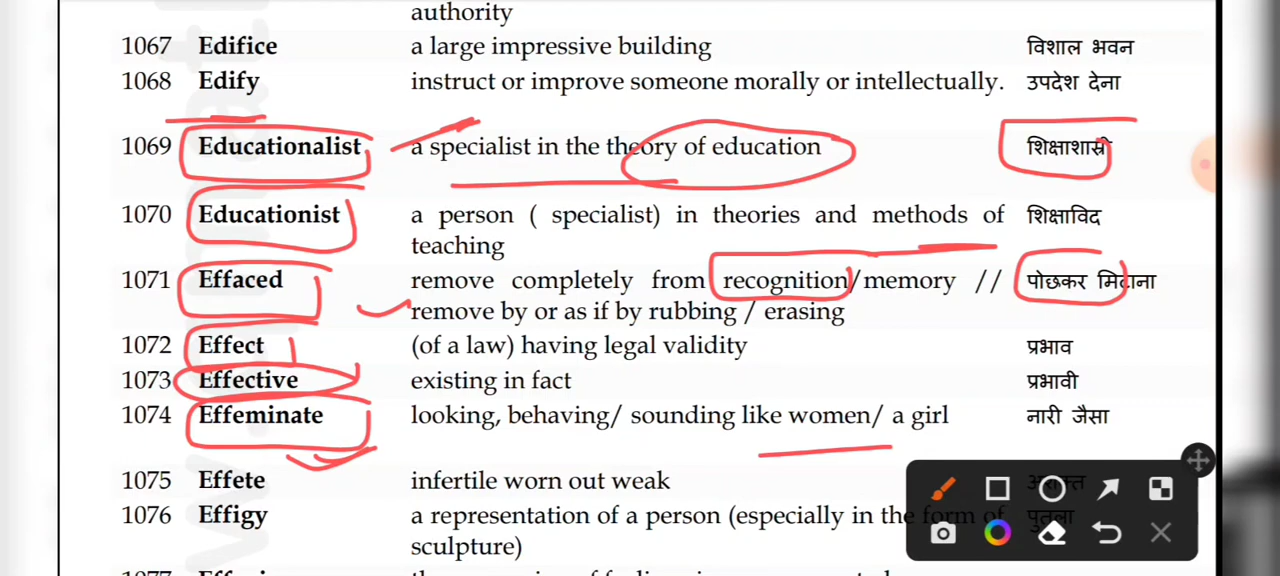 authority
1067 Edifice a large impressive building विशाल भवन
1068 Edify instruct or improve someone morally or intellectually. उपदेश देना
1069 Educationalist a specialist in the theory of education शिक्षाशास्री
1070 Educationist a person ( specialist) in theories and methods of शिक्षाविद
teaching
1071 Effaced remove completely from recognition/memory // पोछकर मिटाना
remove by or as if by rubbing / erasing
1072 Effect (of a law) having legal validity प्रभाव
1073 Effective existing in fact प्रभावी
1074 Effeminate looking, behaving/ sounding like women/ a girl नारी जैसा
1075 Effete infertile worn out weak अशक्त
1076 Effigy a representation of a person (especially in the form of पुतला
sculpture)